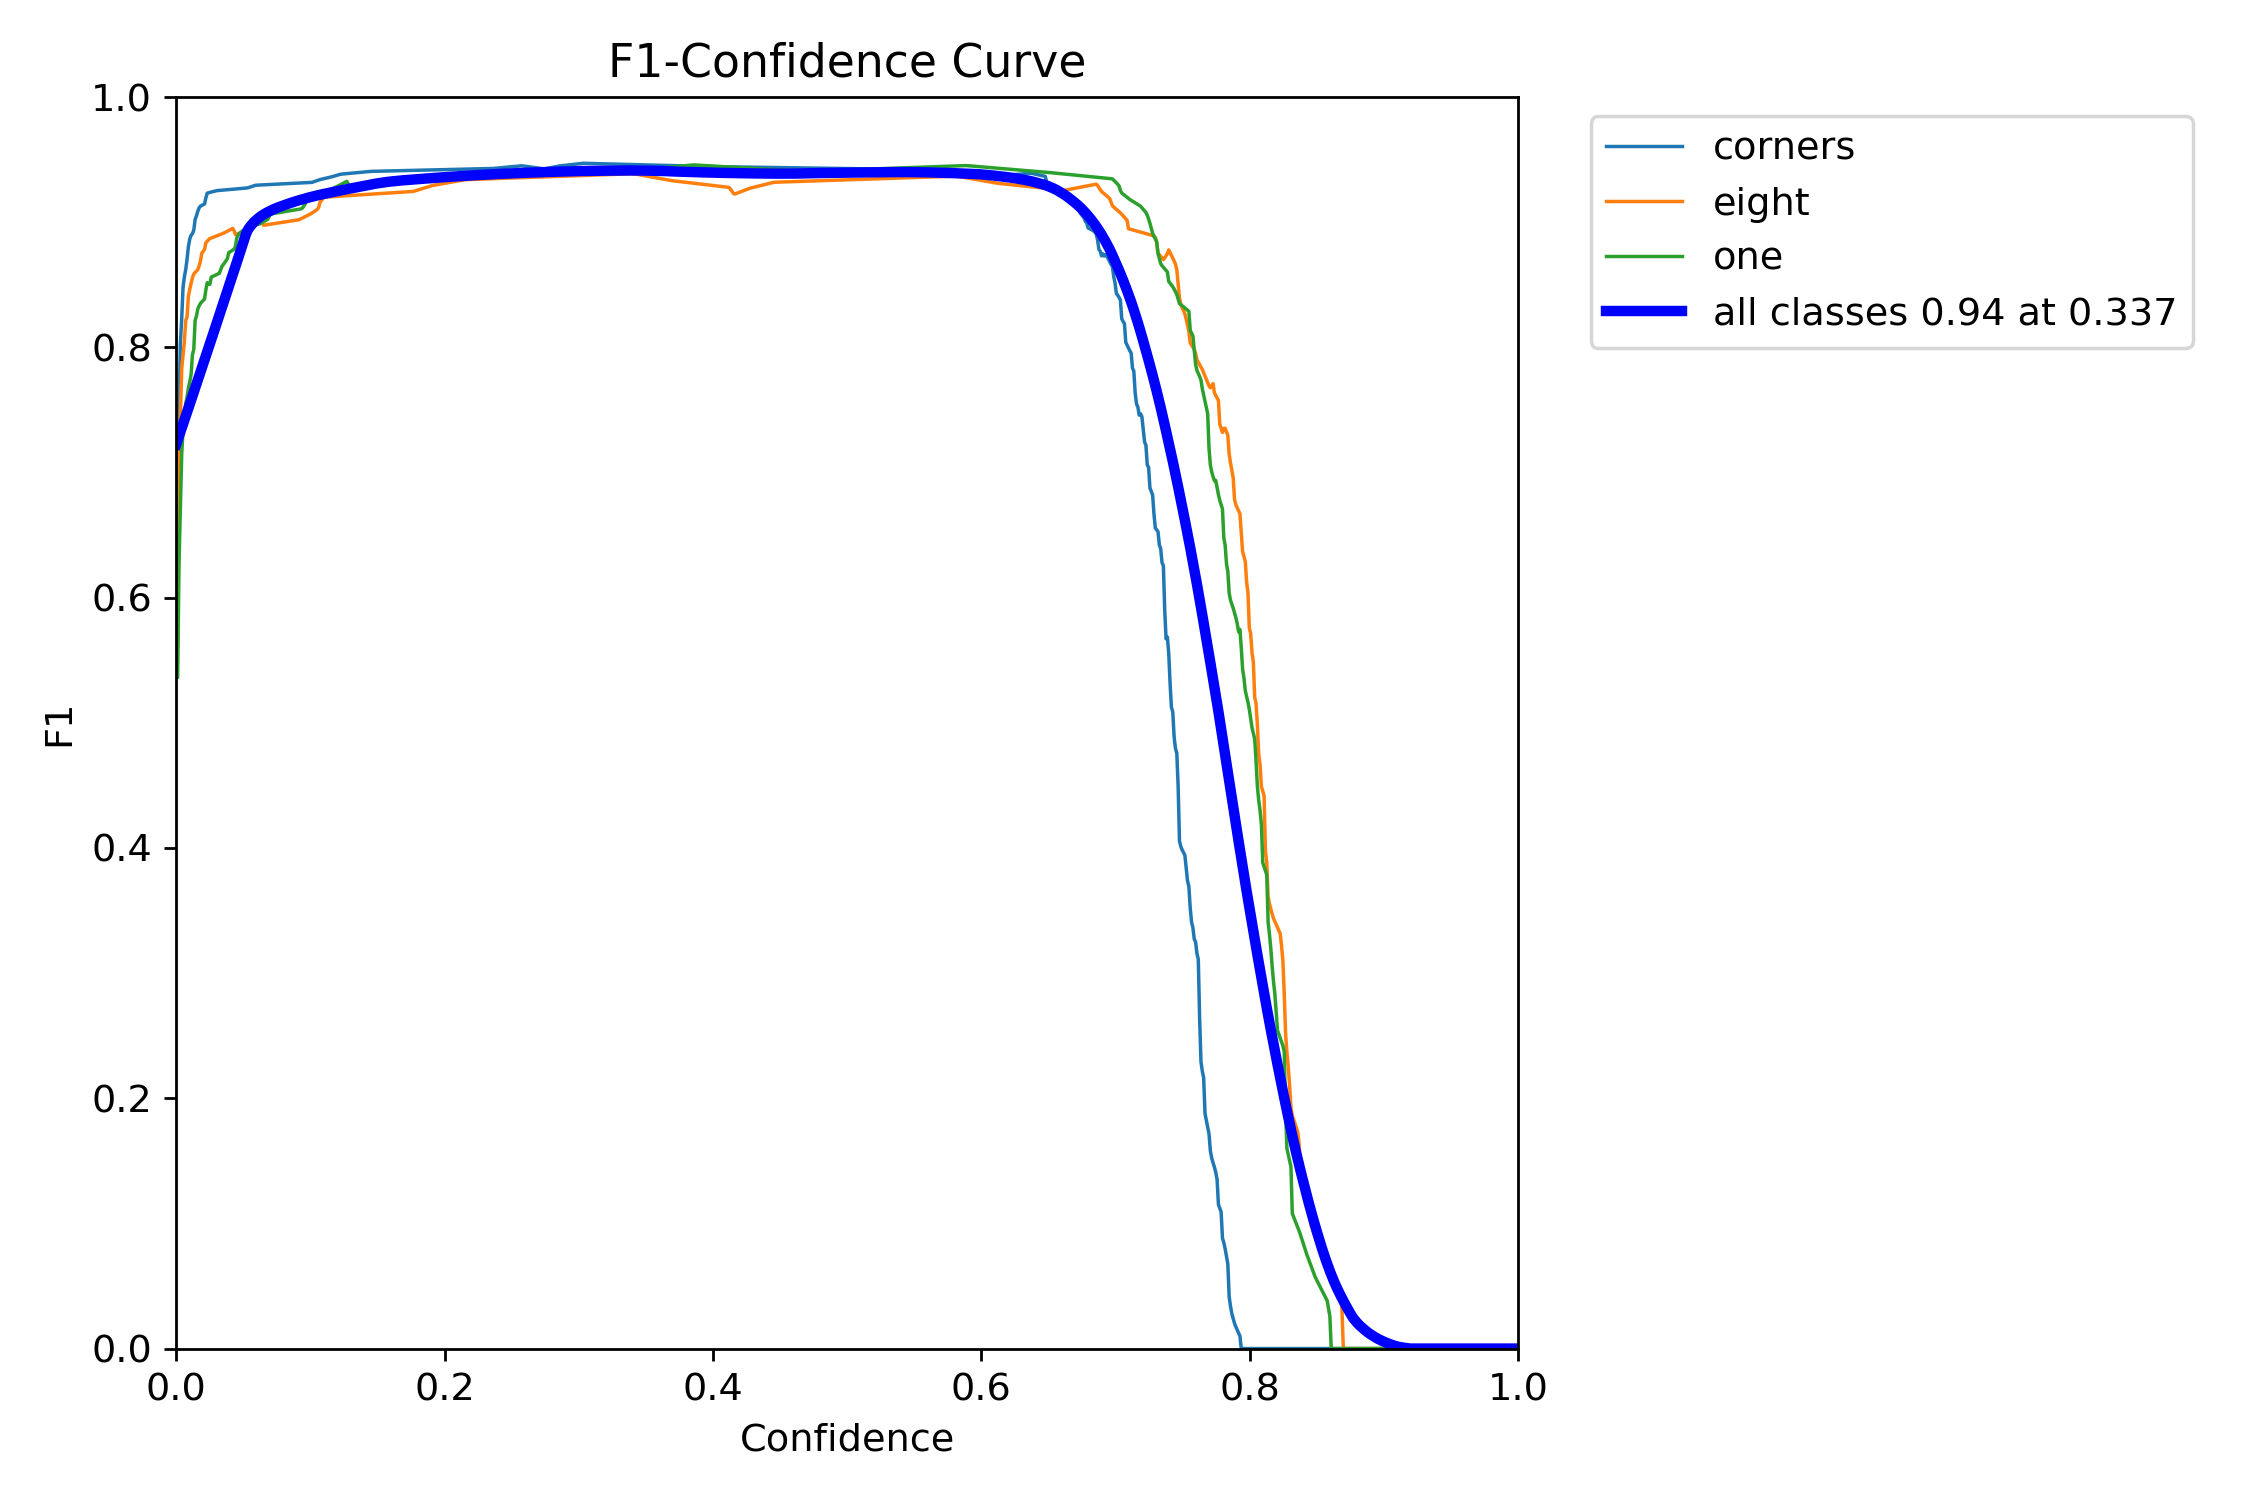 F1-Confidence Curve
1.0
0.8
0.6
0.4
0.2
0.0
F1
0.0 0.2 0.4 0.6 0.8 1.0
Confidence
corners
eight
one
all classes 0.94 at 0.337